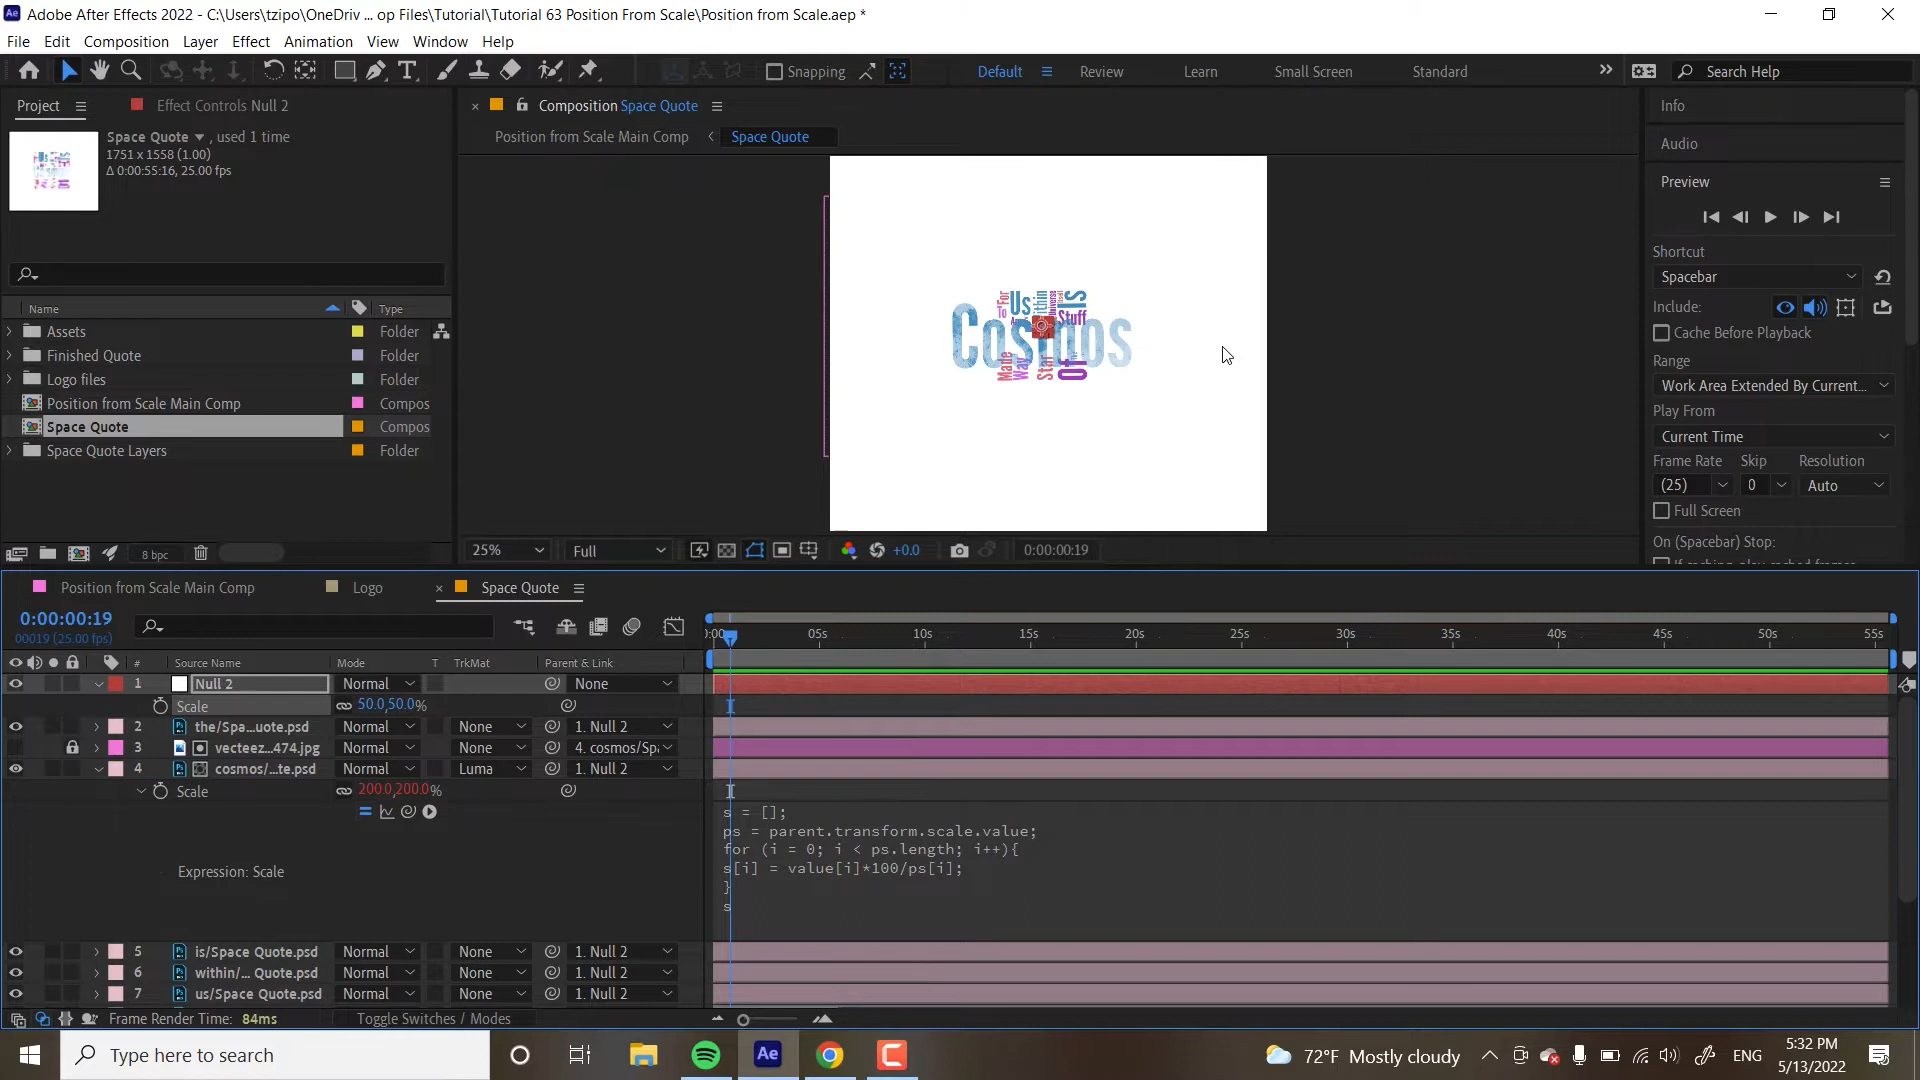 Adobe After Effects 2022 - C:\Users\tzipo\OneDriv ... op Files\Tutorial\Tutorial 63 Position From Scale\Position from Scale.aep *
File Edit Composition Layer Effect Animation View Window Help
Snapping
Default Review Learn Small Screen Standard
Search Help
Project
Effect Controls Null 2
Space Quote , used 1 time
1751 x 1558 (1.00)
Δ 0:00:55:16, 25.00 fps
Name Type
Assets Folder
Finished Quote Folder
Logo files Folder
Position from Scale Main Comp Compos
Space Quote Compos
Space Quote Layers Folder
8 bpc
Composition Space Quote
Position from Scale Main Comp Space Quote
Cosmos
To For Us Is Stuff
Made Way Star Of
25% Full +0.0 0:00:00:19
Info
Audio
Preview
Shortcut
Spacebar
Include:
Cache Before Playback
Range
Work Area Extended By Current...
Play From
Current Time
Frame Rate Skip Resolution
(25) 0 Auto
Full Screen
On (Spacebar) Stop:
Position from Scale Main Comp Logo Space Quote
0:00:00:19
00019 (25.00 fps)
05s 10s 15s 20s 25s 30s 35s 40s 45s 50s 55s
# Source Name Mode T TrkMat Parent & Link
1 Null 2 Normal None
Scale 50.0,50.0%
2 the/Spa...uote.psd Normal None 1. Null 2
3 vecteez...474.jpg Normal None 4. cosmos/Spa
4 cosmos/...te.psd Normal Luma 1. Null 2
Scale 200.0,200.0%
Expression: Scale
s = [];
ps = parent.transform.scale.value;
for (i = 0; i < ps.length; i++){
s[i] = value[i]*100/ps[i];
}
s
5 is/Space Quote.psd Normal None 1. Null 2
6 within/... Quote.psd Normal None 1. Null 2
7 us/Space Quote.psd Normal None 1. Null 2
Frame Render Time: 84ms Toggle Switches / Modes
Type here to search
Ae
72°F Mostly cloudy
ENG
5:32 PM
5/13/2022